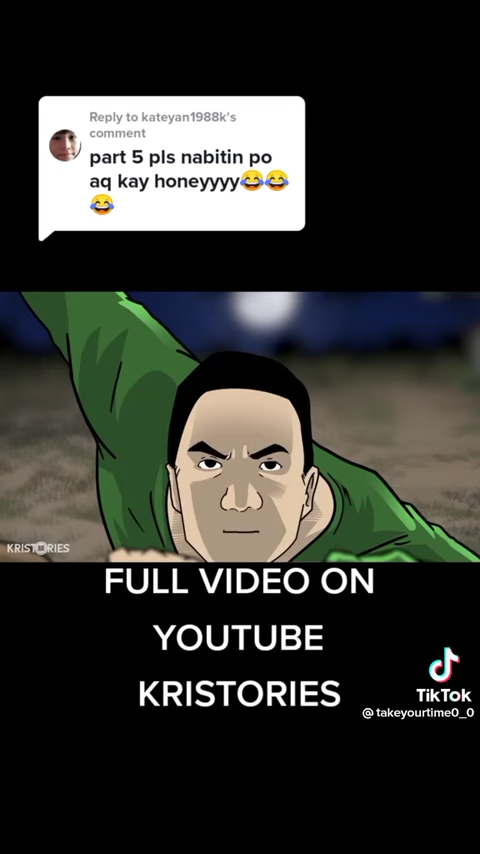 Reply to kateyan1988k's
comment
part 5 pls nabitin po
aq kay honeyyyy😂😂
😂
KRISTORIES
FULL VIDEO ON
YOUTUBE
KRISTORIES
TikTok
@takeyourtime0_0